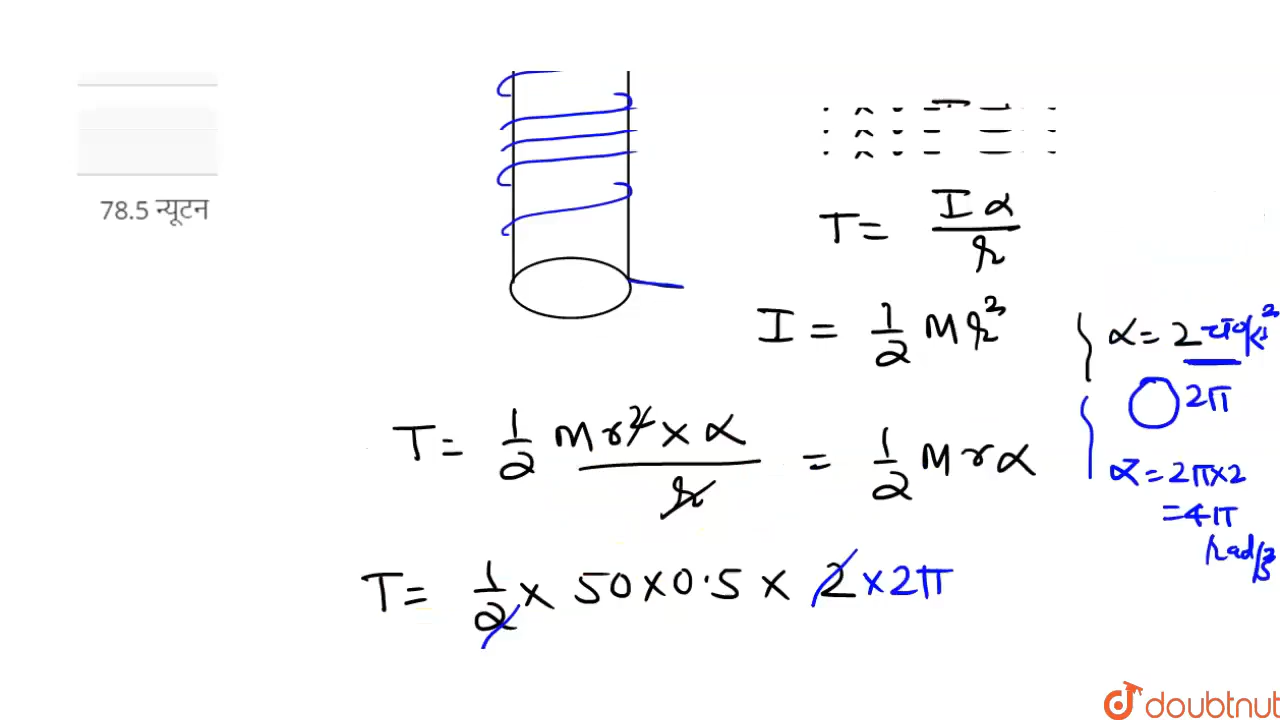 78.5 न्यूटन
T = Iα / r
I = 1/2 Mr²
α = 2
2π
α = 2π×2
= 4π
rad/s²
T = 1/2 Mr² × α / r = 1/2 Mrα
T = 1/2 × 50 × 0.5 × 2 × 2π
doubtnut